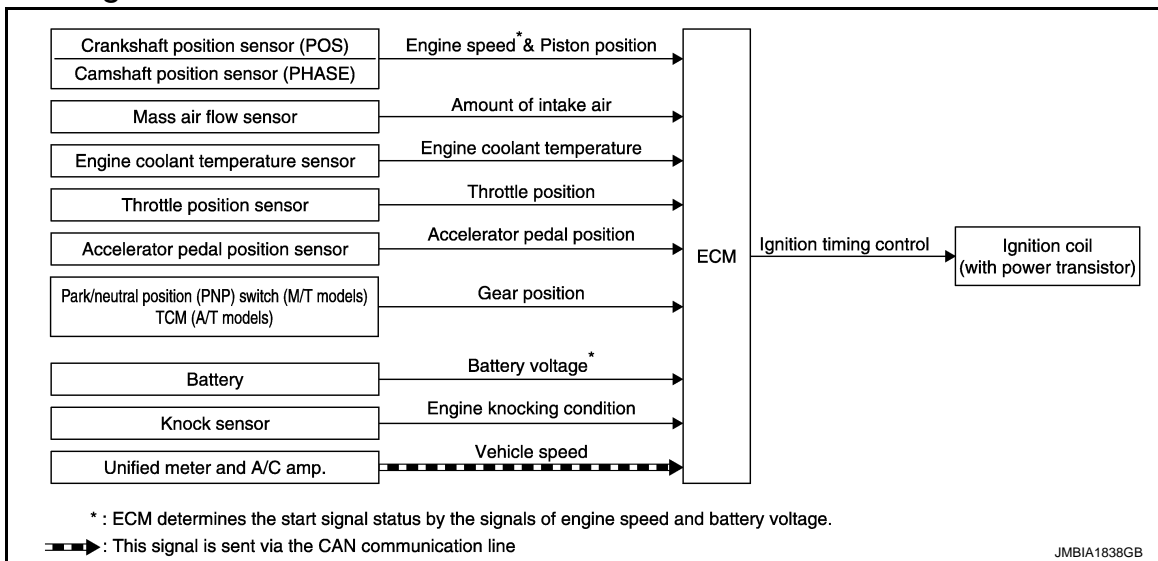 Crankshaft position sensor (POS)
Camshaft position sensor (PHASE)
Engine speed* & Piston position
Mass air flow sensor
Amount of intake air
Engine coolant temperature sensor
Engine coolant temperature
Throttle position sensor
Throttle position
Accelerator pedal position sensor
Accelerator pedal position
Park/neutral position (PNP) switch (M/T models)
TCM (A/T models)
Gear position
Battery
Battery voltage*
Knock sensor
Engine knocking condition
Unified meter and A/C amp.
Vehicle speed
ECM
Ignition timing control
Ignition coil
(with power transistor)
* : ECM determines the start signal status by the signals of engine speed and battery voltage.
: This signal is sent via the CAN communication line
JMBIA1838GB